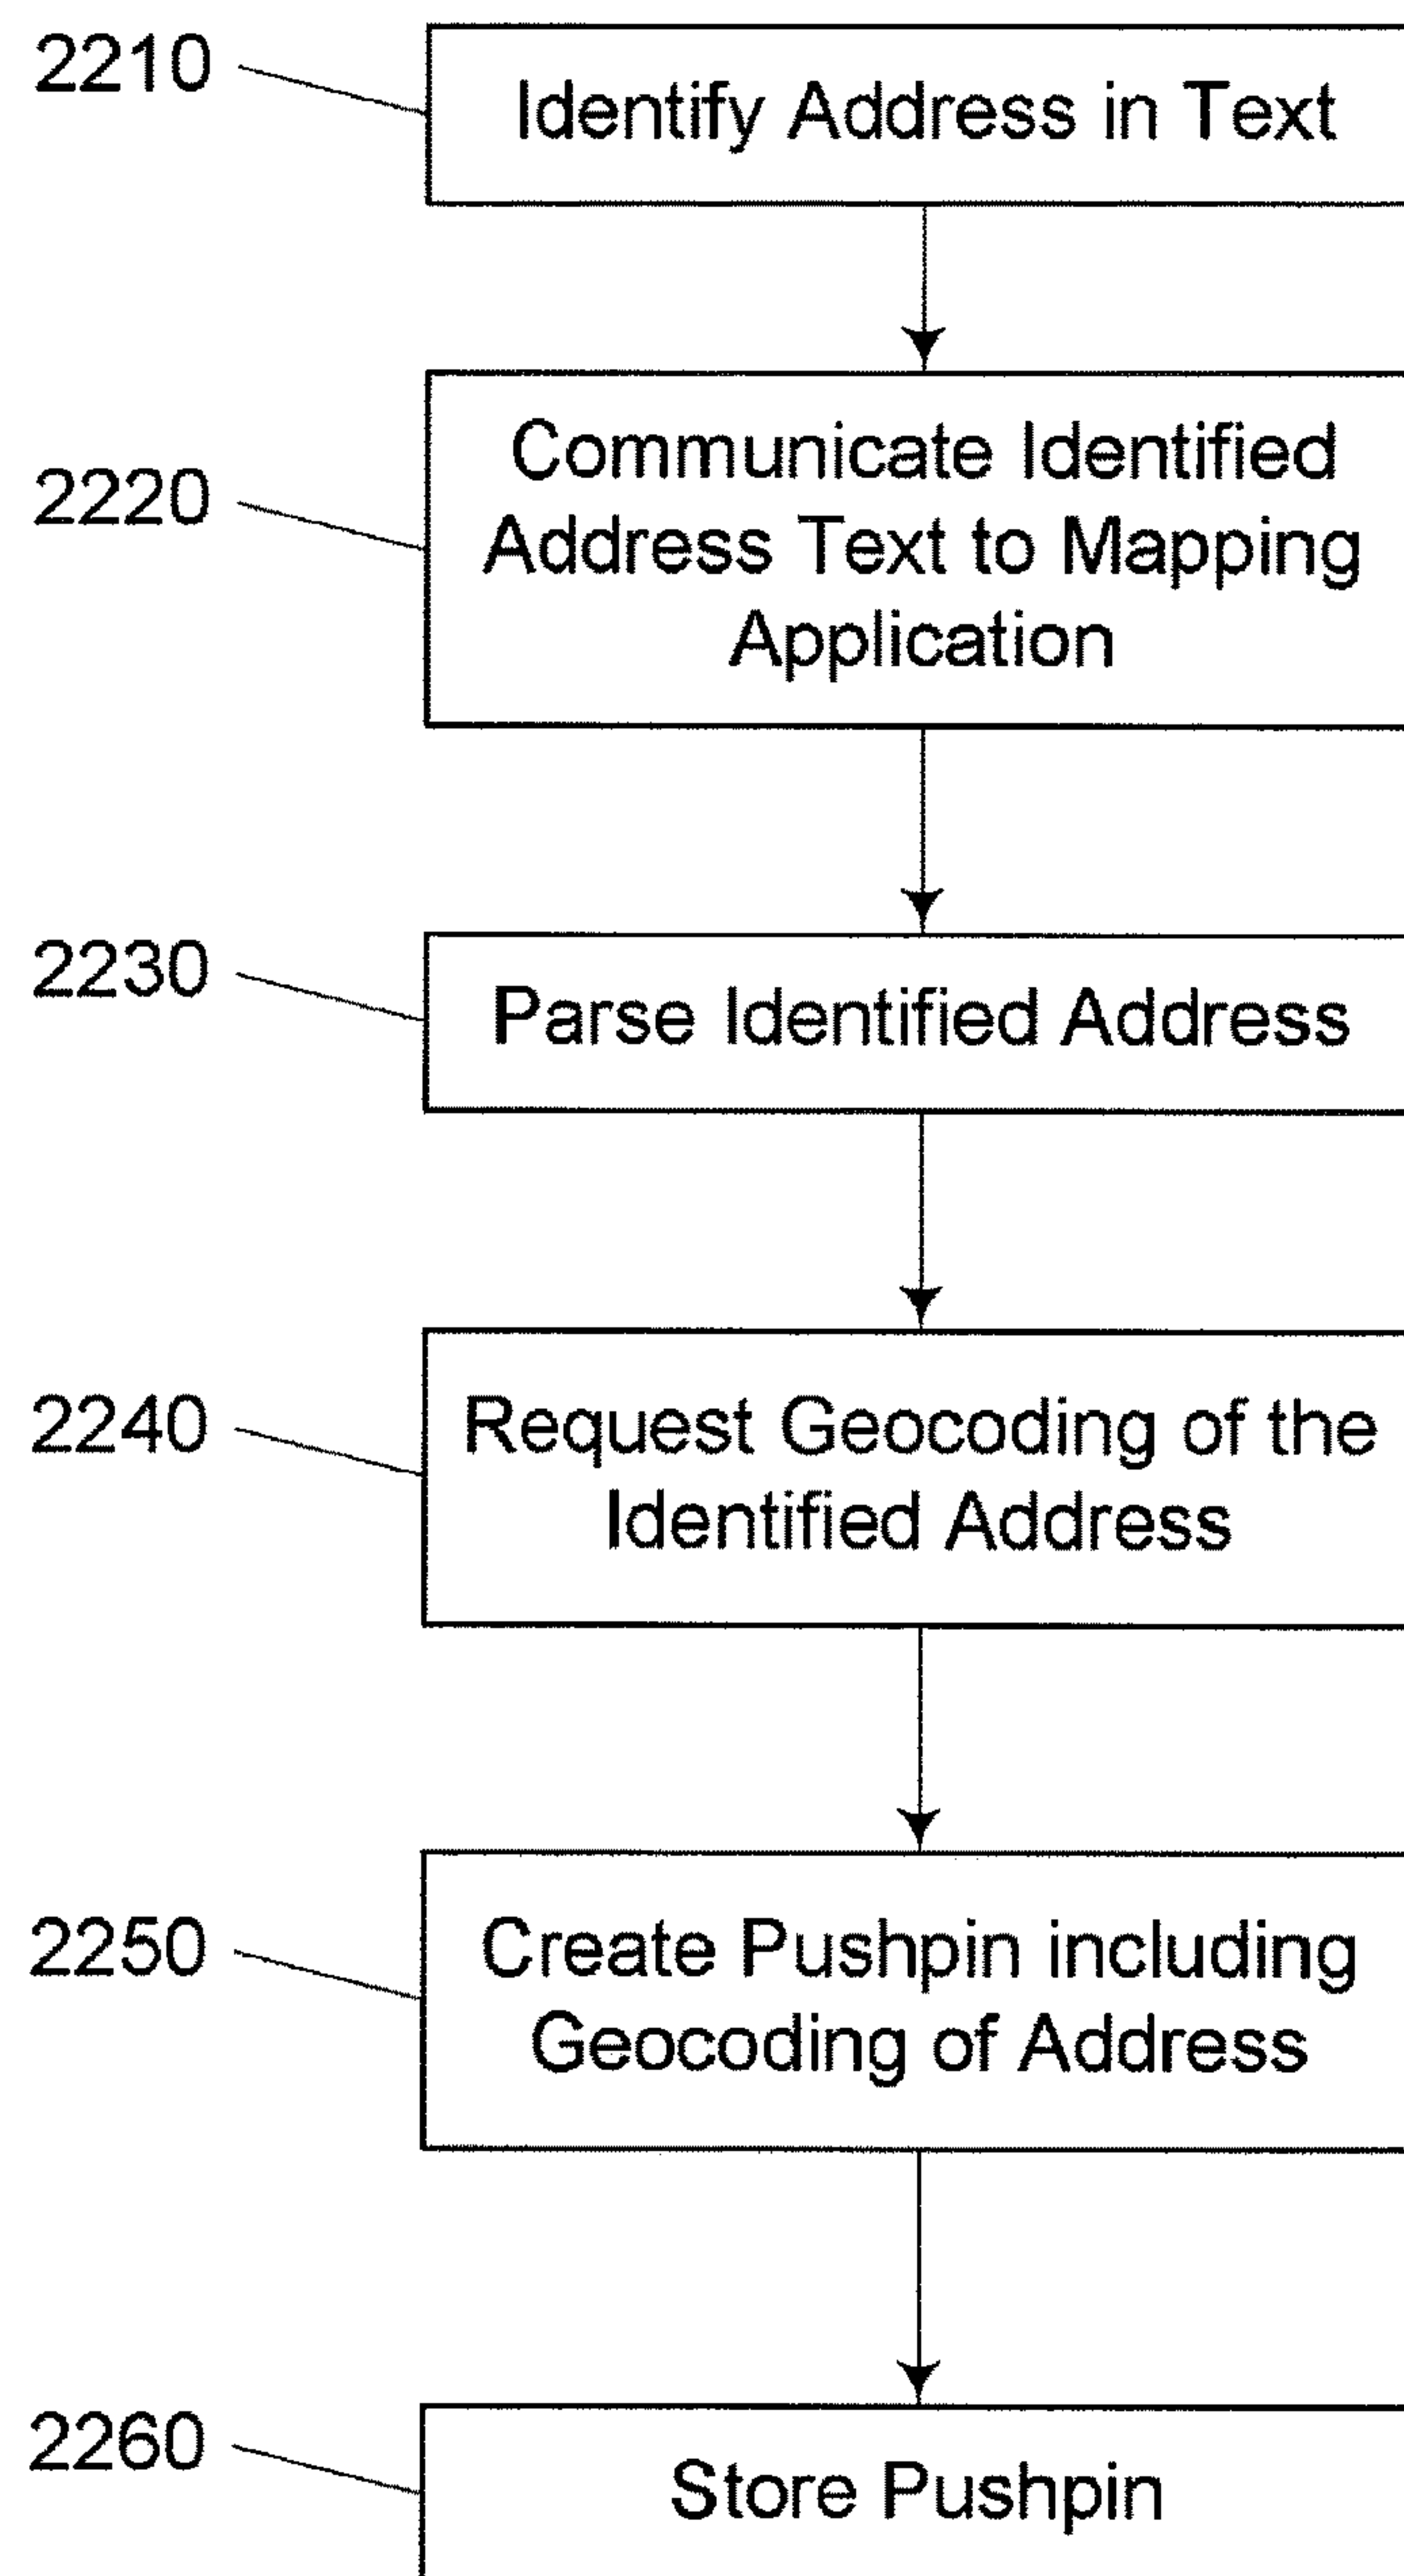 2210
Identify Address in Text
2220
Communicate Identified
Address Text to Mapping
Application
2230
Parse Identified Address
2240
Request Geocoding of the
Identified Address
2250
Create Pushpin including
Geocoding of Address
2260
Store Pushpin